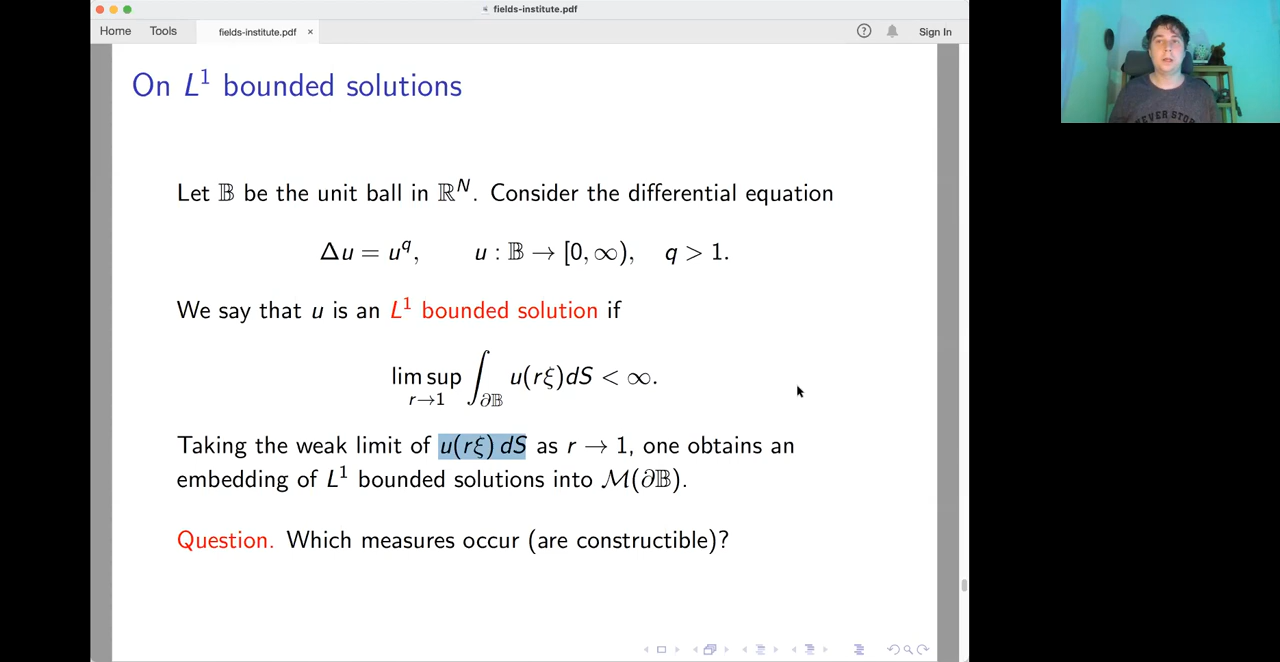 fields-institute.pdf
Home Tools fields-institute.pdf × ? Sign In
On L¹ bounded solutions
Let 𝔹 be the unit ball in ℝᴺ. Consider the differential equation
Δu = u^q, u : 𝔹 → [0, ∞), q > 1.
We say that u is an L¹ bounded solution if
lim sup_{r→1} ∫_{∂𝔹} u(rξ)dS < ∞.
Taking the weak limit of u(rξ) dS as r → 1, one obtains an
embedding of L¹ bounded solutions into ℳ(∂𝔹).
Question. Which measures occur (are constructible)?
NEVER STOP